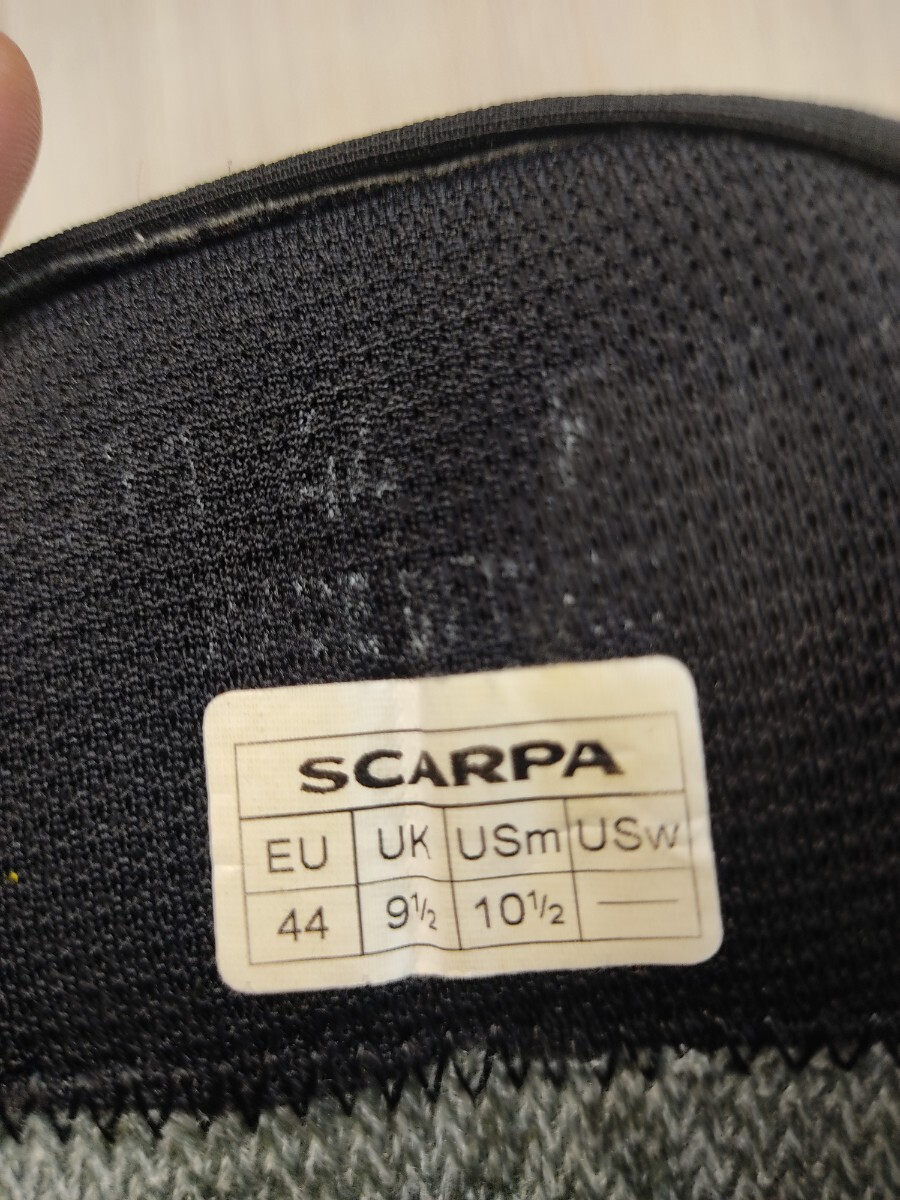 SCARPA
EU UK USm USw
44 9½ 10½ —